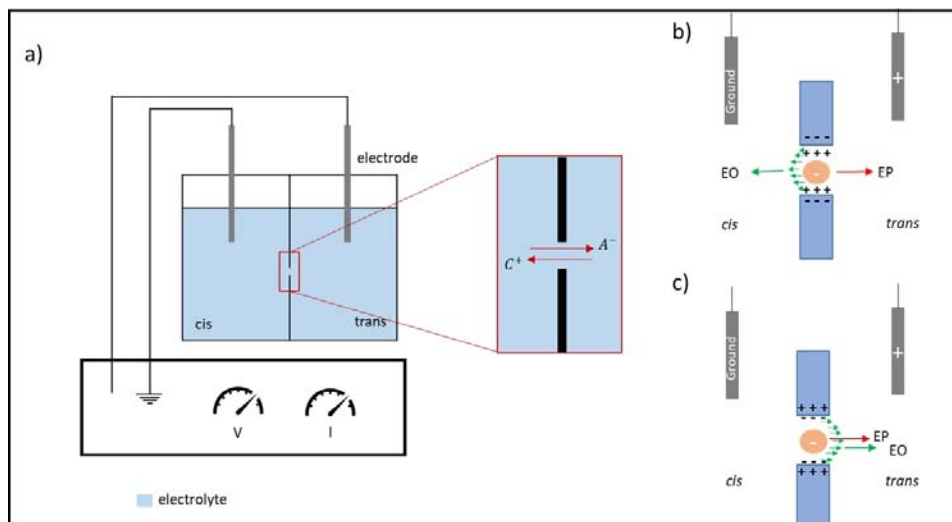 a)
electrode
cis
trans
V
I
electrolyte
A⁻
C⁺
b)
Ground
+
- - -
+ + +
-
+ + +
- - -
EO
EP
cis
trans
c)
Ground
+
+ + +
- - -
-
- - -
+ + +
EP
EO
cis
trans